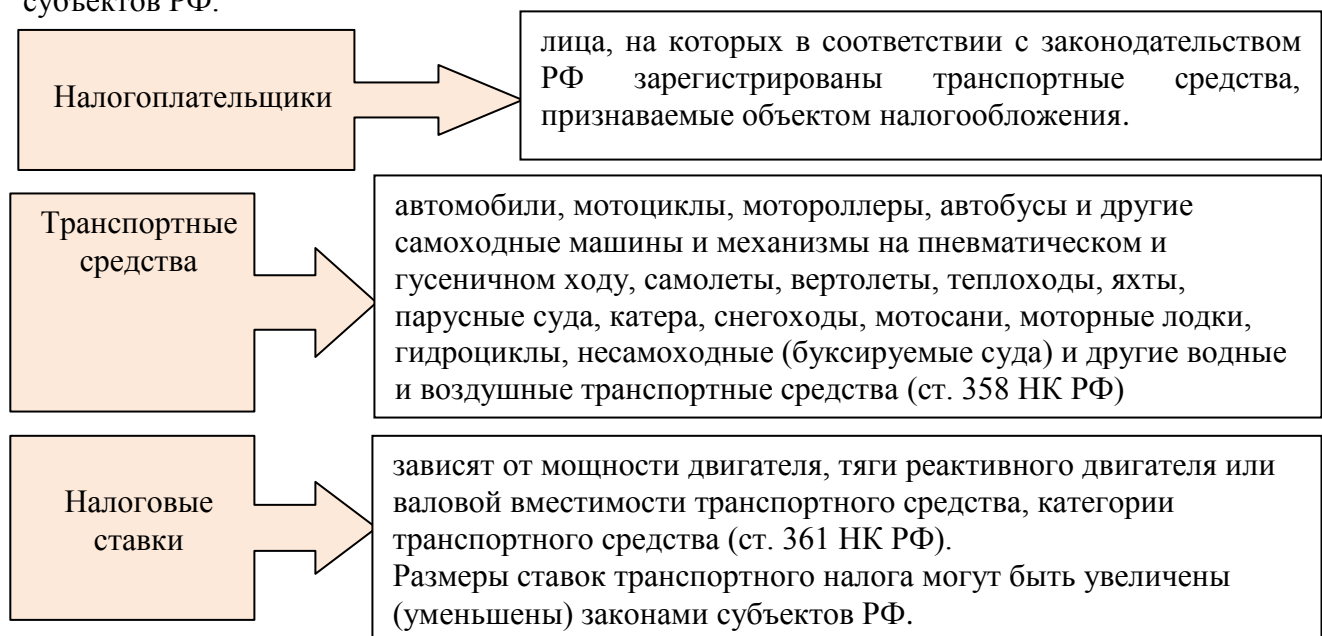 субъектов РФ.
Налогоплательщики
лица, на которых в соответствии с законодательством
РФ зарегистрированы транспортные средства,
признаваемые объектом налогообложения.
Транспортные
средства
автомобили, мотоциклы, мотороллеры, автобусы и другие
самоходные машины и механизмы на пневматическом и
гусеничном ходу, самолеты, вертолеты, теплоходы, яхты,
парусные суда, катера, снегоходы, мотосани, моторные лодки,
гидроциклы, несамоходные (буксируемые суда) и другие водные
и воздушные транспортные средства (ст. 358 НК РФ)
Налоговые
ставки
зависят от мощности двигателя, тяги реактивного двигателя или
валовой вместимости транспортного средства, категории
транспортного средства (ст. 361 НК РФ).
Размеры ставок транспортного налога могут быть увеличены
(уменьшены) законами субъектов РФ.